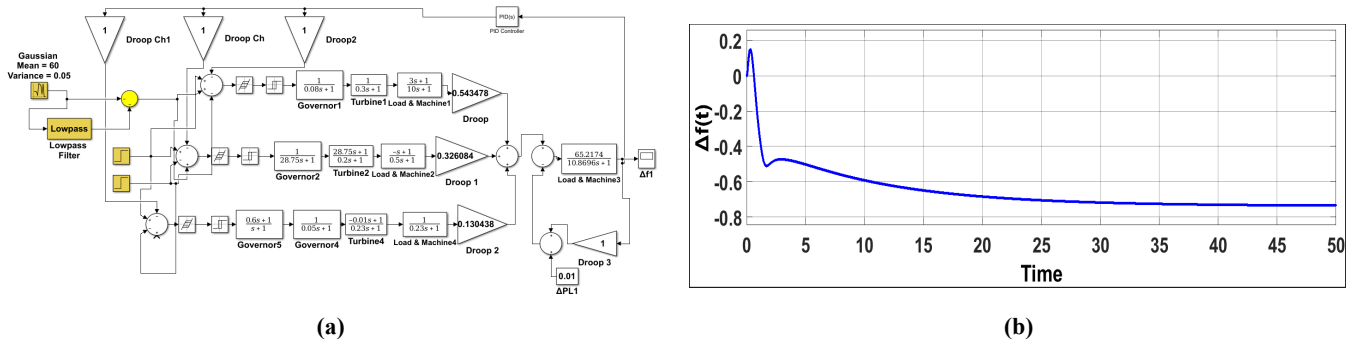 1
Droop Ch1
1
Droop Ch
1
Droop2
PID(s)
PID Controller
Gaussian
Mean = 60
Variance = 0.05
Lowpass
Lowpass
Filter
1
0.08s + 1
Governor1
1
0.3s + 1
Turbine1
3s + 1
10s + 1
Load & Machine1
0.543478
Droop
1
28.75s + 1
Governor2
28.75s + 1
0.2s + 1
Turbine2
−s + 1
0.5s + 1
Load & Machine2
0.326084
Droop 1
65.2174
10.8696s + 1
Load & Machine3
Δf1
0.6s + 1
s + 1
Governor5
1
0.05s + 1
Governor4
−0.01s + 1
0.23s + 1
Turbine4
1
0.23s + 1
Load & Machine4
0.130438
Droop 2
1
Droop 3
0.01
ΔPL1
(a)
Δf(t)
0.2
0
-0.2
-0.4
-0.6
-0.8
0 5 10 15 20 25 30 35 40 45 50
Time
(b)